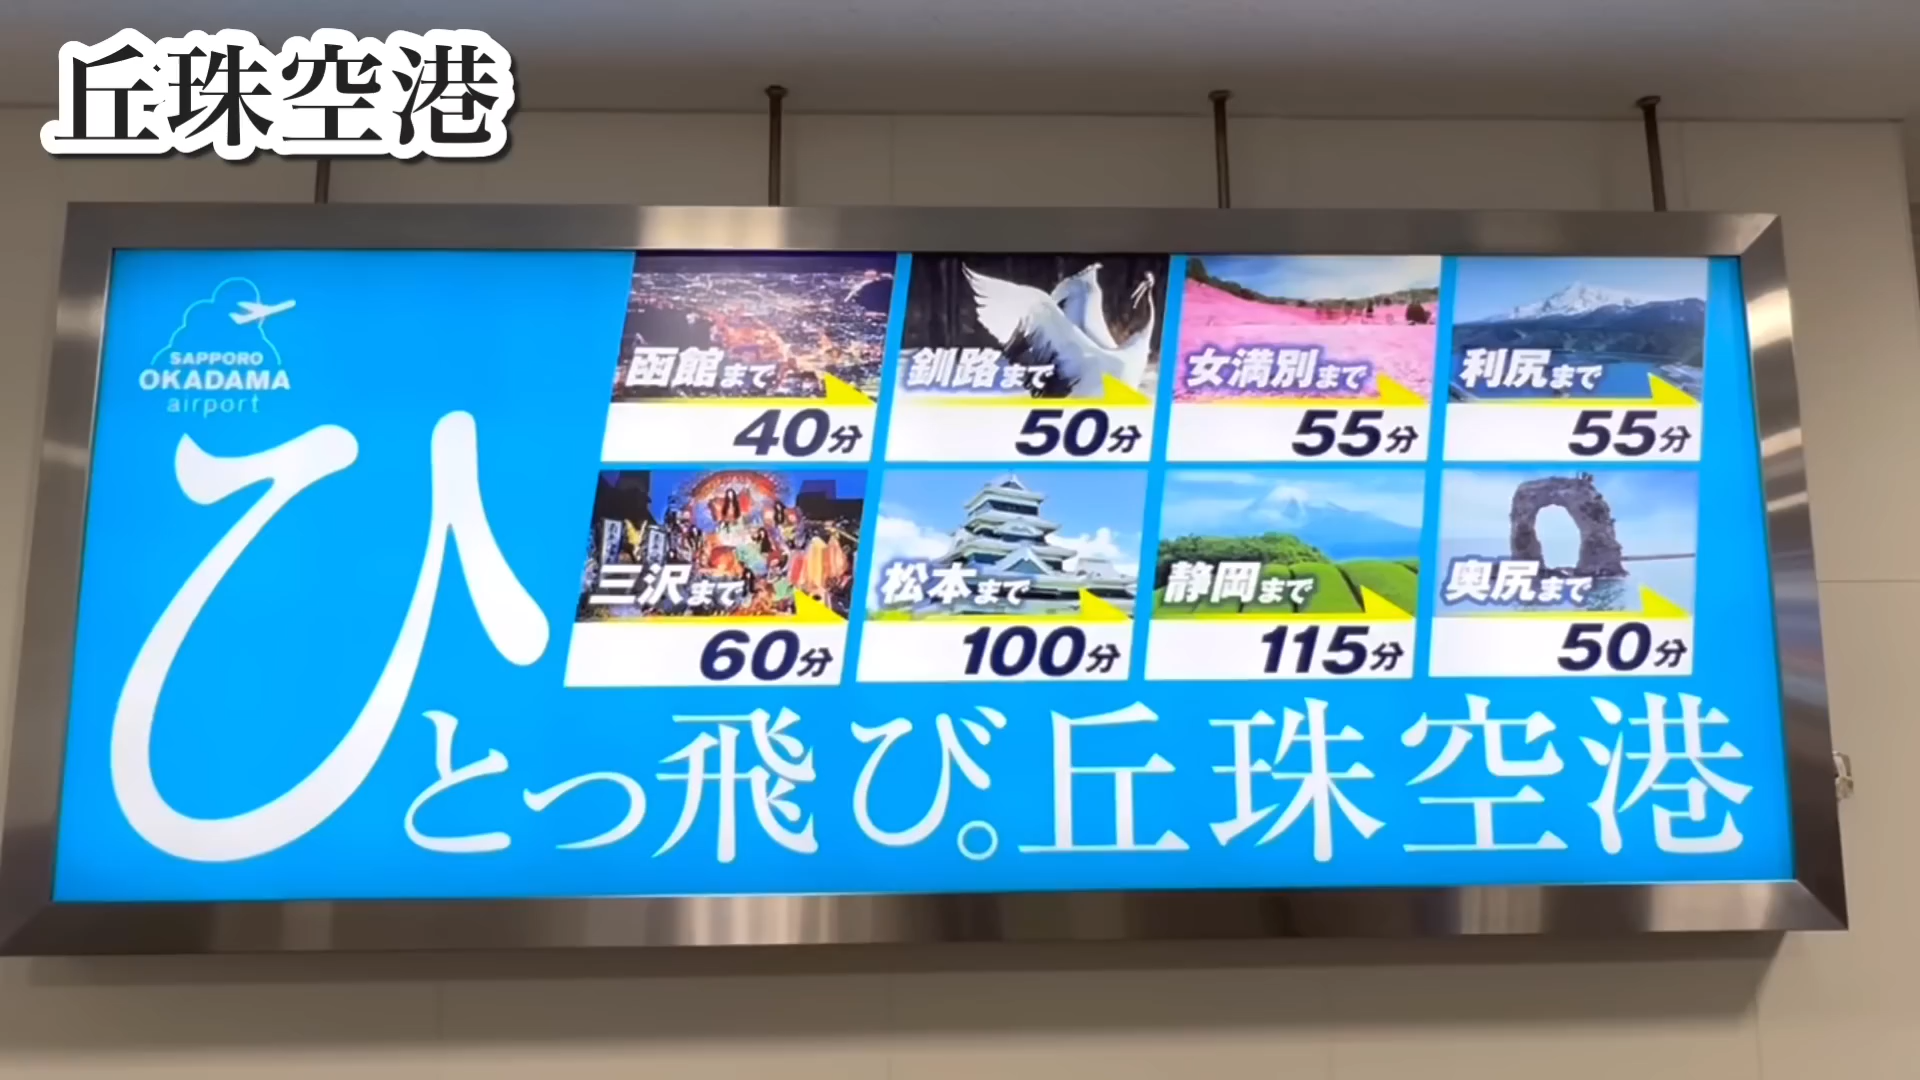 丘珠空港
SAPPORO
OKADAMA
airport
函館まで
40分
釧路まで
50分
女満別まで
55分
利尻まで
55分
三沢まで
60分
松本まで
100分
静岡まで
115分
奥尻まで
50分
ひとっ飛び。丘珠空港